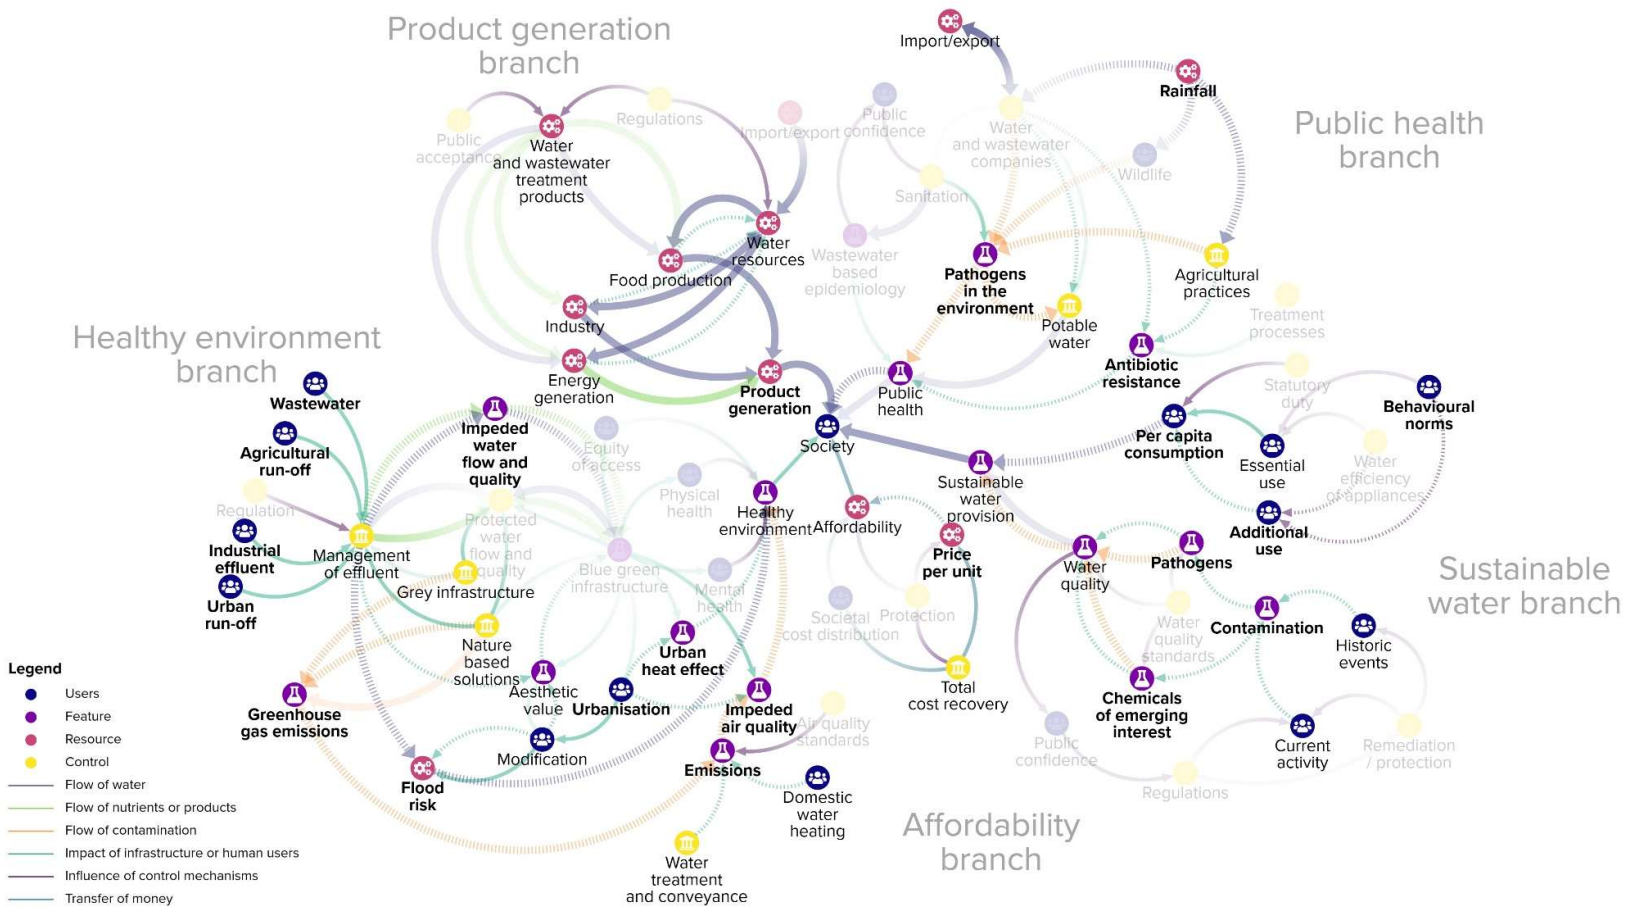 Product generation
branch
Import/export
Rainfall
Public health
branch
Public
acceptance
Regulations
Import/export
Public
confidence
Water
and wastewater
companies
Wildlife
Water
and wastewater
treatment
products
Sanitation
Water
resources
Food production
Wastewater
based
epidemiology
Pathogens
in the
environment
Agricultural
practices
Industry
Potable
water
Treatment
processes
Healthy environment
branch
Energy
generation
Product
generation
Public
health
Antibiotic
resistance
Statutory
duty
Behavioural
norms
Wastewater
Agricultural
run-off
Impeded
water
flow and
quality
Equity
of access
Society
Per capita
consumption
Essential
use
Water
efficiency
of appliances
Regulation
Physical
health
Healthy
environment
Affordability
Sustainable
water
provision
Additional
use
Industrial
effluent
Management
of effluent
Protected
water
flow and
quality
Grey infrastructure
Blue green
infrastructure
Mental
health
Price
per unit
Water
quality
Pathogens
Sustainable
water branch
Urban
run-off
Societal
cost distribution
Protection
Water
quality
standards
Contamination
Historic
events
Nature
based
solutions
Urban
heat effect
Aesthetic
value
Urbanisation
Impeded
air quality
Total
cost recovery
Chemicals
of emerging
interest
Greenhouse
gas emissions
Air quality
standards
Public
confidence
Current
activity
Remediation
/ protection
Modification
Emissions
Regulations
Flood
risk
Domestic
water
heating
Affordability
branch
Water
treatment
and conveyance
Legend
Users
Feature
Resource
Control
Flow of water
Flow of nutrients or products
Flow of contamination
Impact of infrastructure or human users
Influence of control mechanisms
Transfer of money